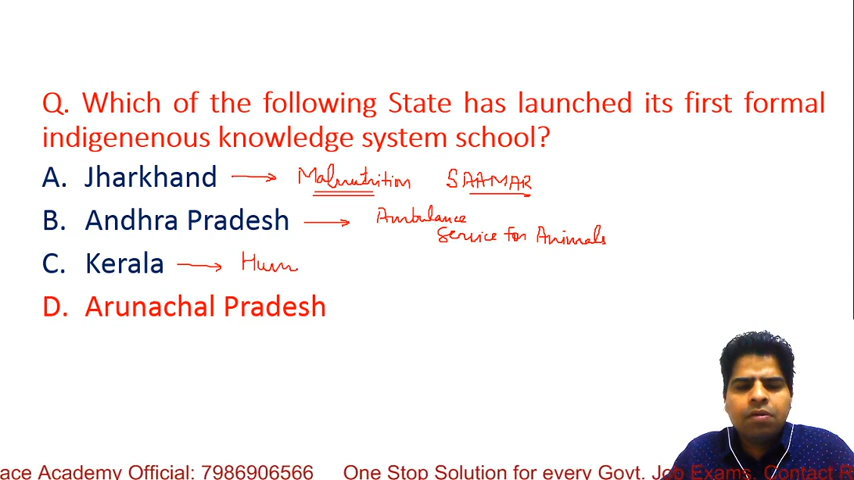 Q. Which of the following State has launched its first formal
indigenenous knowledge system school?
A. Jharkhand → Malnutrition SAAMAR
B. Andhra Pradesh → Ambulance
Service for Animals
C. Kerala → Hum
D. Arunachal Pradesh
ace Academy Official: 7986906566 One Stop Solution for every Govt. Job Exams. Contact R